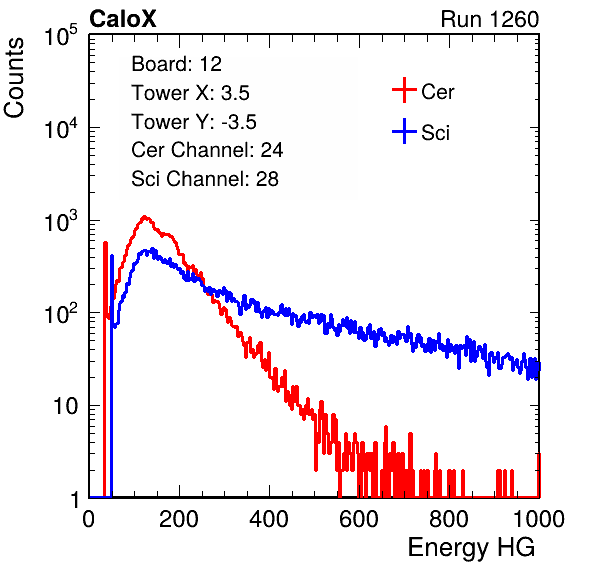 CaloX Run 1260
Counts
Board: 12
Tower X: 3.5
Tower Y: -3.5
Cer Channel: 24
Sci Channel: 28
Cer
Sci
10^5
10^4
10^3
10^2
10
1
0 200 400 600 800 1000
Energy HG